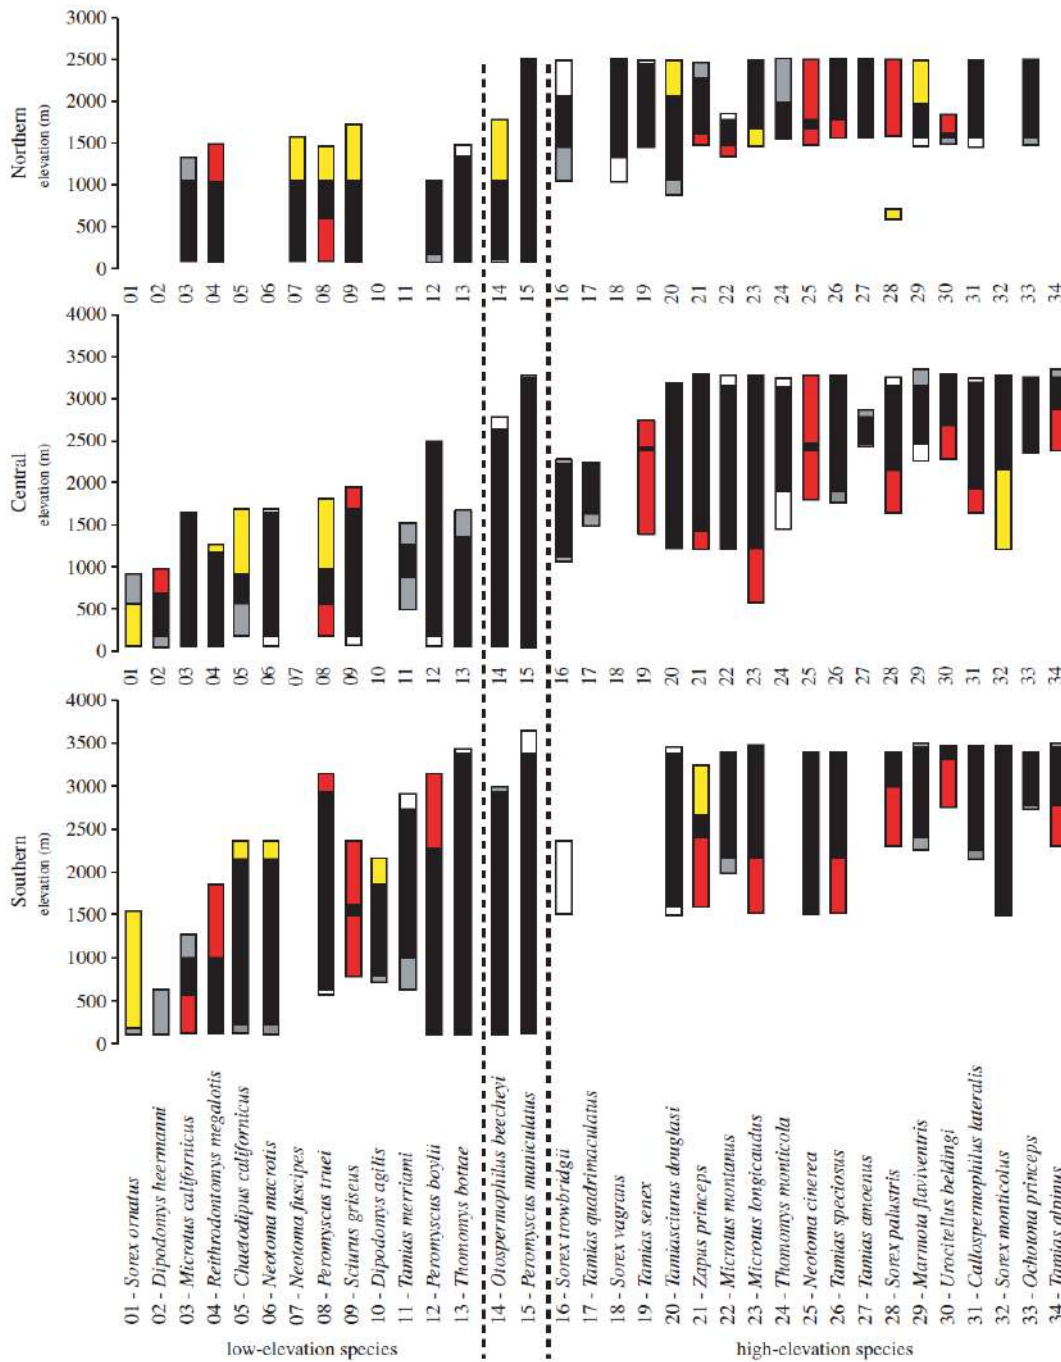 3000
2500
2000
1500
1000
500
0
Northern
elevation (m)
01 02 03 04 05 06 07 08 09 10 11 12 13 14 15 16 17 18 19 20 21 22 23 24 25 26 27 28 29 30 31 32 33 34
4000
3500
3000
2500
2000
1500
1000
500
0
Central
elevation (m)
01 02 03 04 05 06 07 08 09 10 11 12 13 14 15 16 17 18 19 20 21 22 23 24 25 26 27 28 29 30 31 32 33 34
4000
3500
3000
2500
2000
1500
1000
500
0
Southern
elevation (m)
01 - Sorex ornatus
02 - Dipodomys heermanni
03 - Microtus californicus
04 - Reithrodontomys megalotis
05 - Chaetodipus californicus
06 - Neotoma macrotis
07 - Neotoma fuscipes
08 - Peromyscus truei
09 - Sciurus griseus
10 - Dipodomys agilis
11 - Tamias merriami
12 - Peromyscus boylii
13 - Thomomys bottae
14 - Otospermophilus beecheyi
15 - Peromyscus maniculatus
16 - Sorex trowbridgii
17 - Tamias quadrimaculatus
18 - Sorex vagrans
19 - Tamias senex
20 - Tamiasciurus douglasi
21 - Zapus princeps
22 - Microtus montanus
23 - Microtus longicaudus
24 - Thomomys monticola
25 - Neotoma cinerea
26 - Tamias speciosus
27 - Tamias amoenus
28 - Sorex palustris
29 - Marmota flaviventris
30 - Urocitellus beldingi
31 - Callospermophilus lateralis
32 - Sorex monticolus
33 - Ochotoma princeps
34 - Tamias alpinus
low-elevation species
high-elevation species